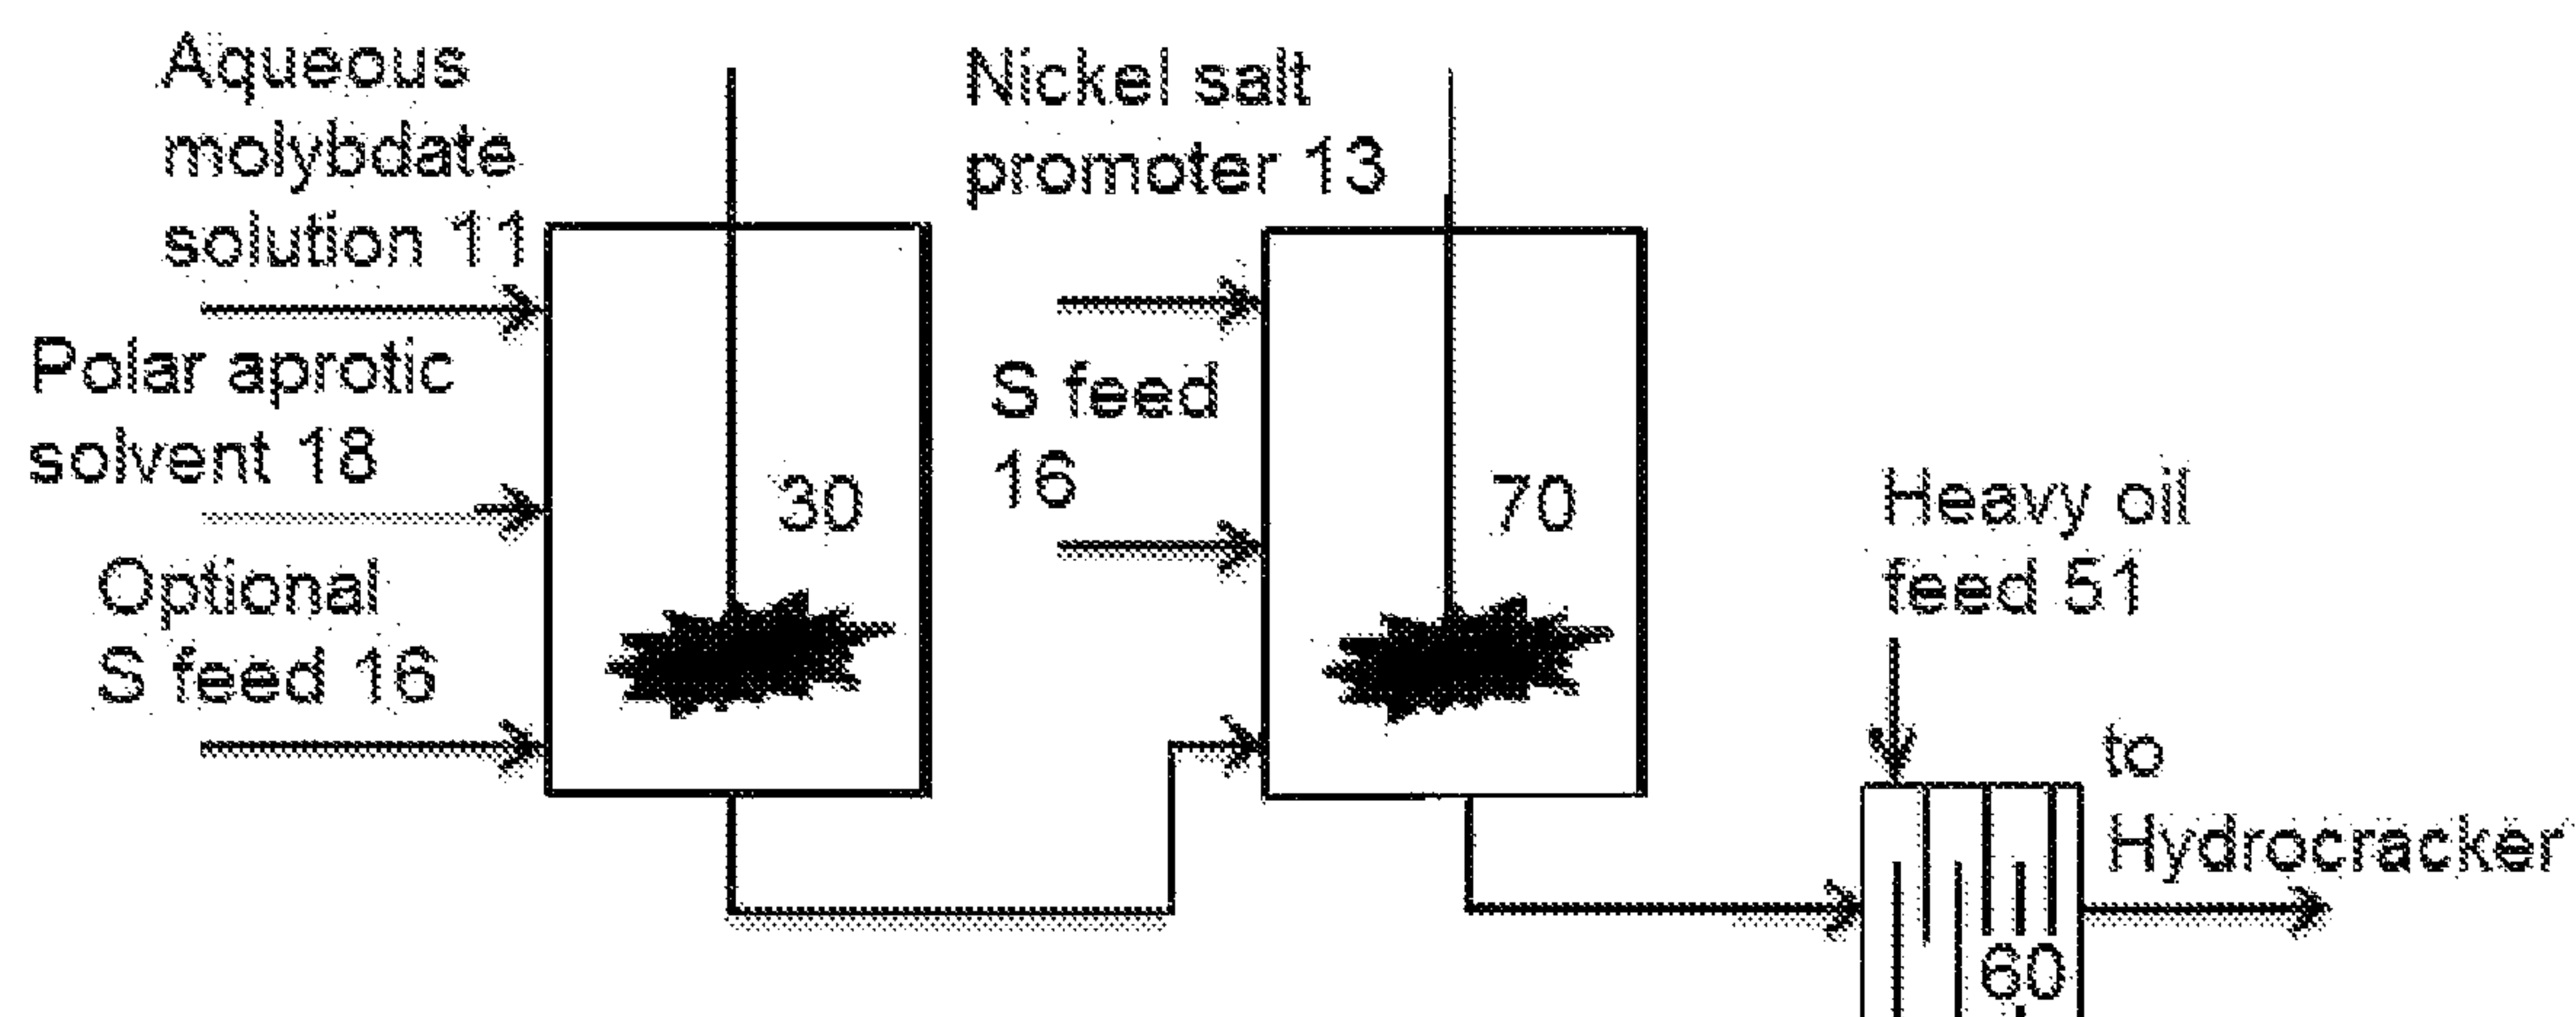 Aqueous
molybdate
solution 11
Polar aprotic
solvent 18
Optional
S feed 16
30
Nickel salt
promoter 13
S feed
16
70
Heavy oil
feed 51
to
Hydrocracker
60